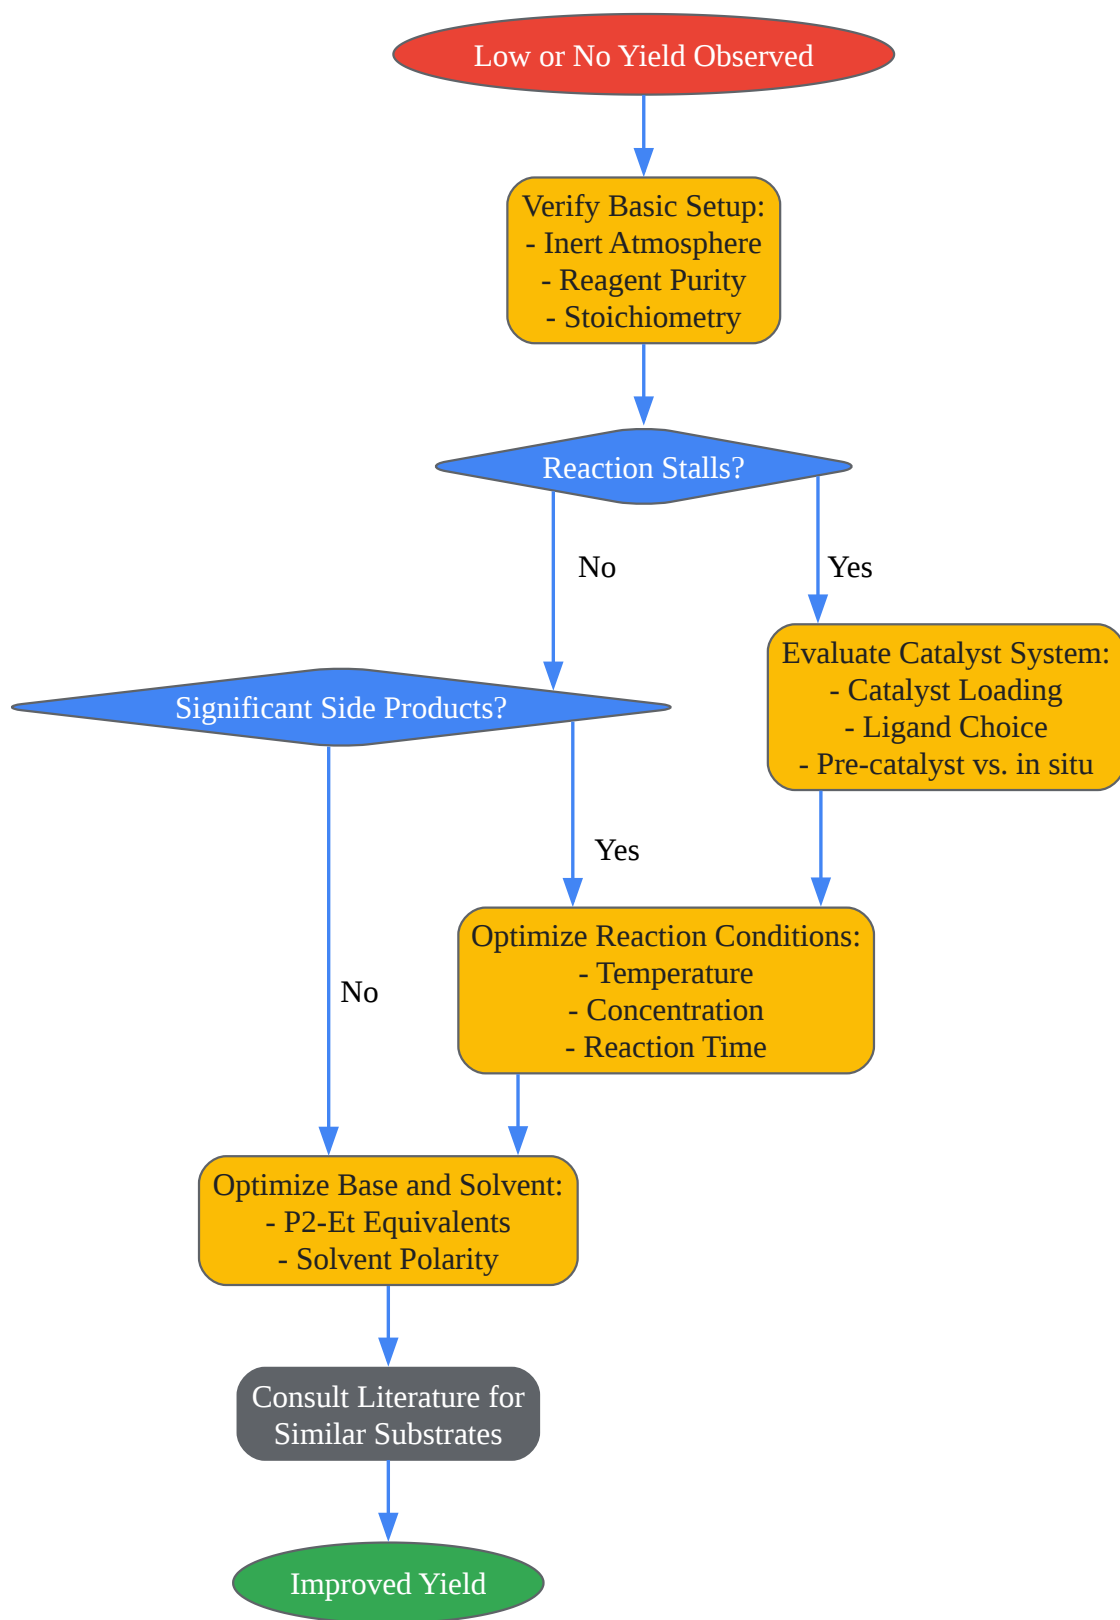 Low or No Yield Observed
Verify Basic Setup:
- Inert Atmosphere
- Reagent Purity
- Stoichiometry
Reaction Stalls?
No
Yes
Evaluate Catalyst System:
- Catalyst Loading
- Ligand Choice
- Pre-catalyst vs. in situ
Significant Side Products?
Yes
Optimize Reaction Conditions:
- Temperature
- Concentration
- Reaction Time
No
Optimize Base and Solvent:
- P2-Et Equivalents
- Solvent Polarity
Consult Literature for
Similar Substrates
Improved Yield